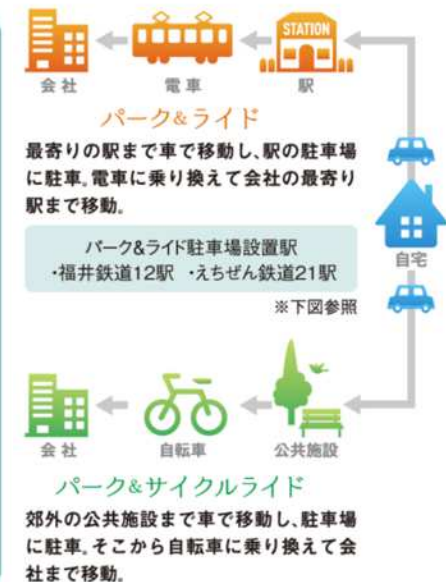 STATION
会社
電車
駅
パーク&ライド
最寄りの駅まで車で移動し、駅の駐車場
に駐車。電車に乗り換えて会社の最寄り
駅まで移動。
パーク&ライド駐車場設置駅
・福井鉄道12駅 ・えちぜん鉄道21駅
※下図参照
自宅
会社
自転車
公共施設
パーク&サイクルライド
郊外の公共施設まで車で移動し、駐車場
に駐車。そこから自転車に乗り換えて会
社まで移動。